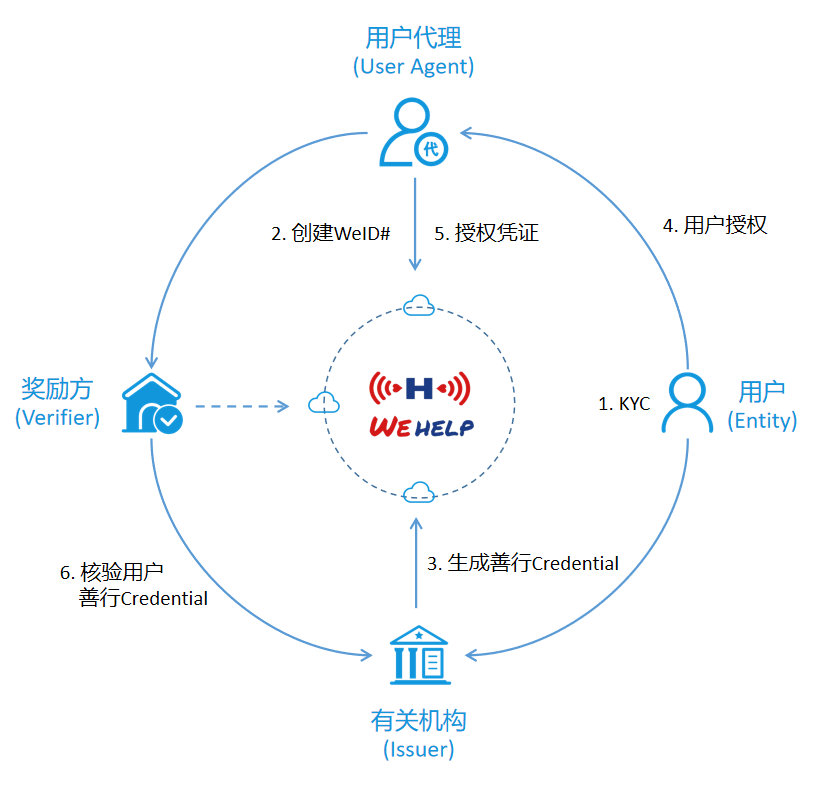 用户代理
(User Agent)
代
2. 创建WeID#
5. 授权凭证
4. 用户授权
奖励方
(Verifier)
H
WE HELP
1. KYC
用户
(Entity)
6. 核验用户
善行Credential
3. 生成善行Credential
有关机构
(Issuer)